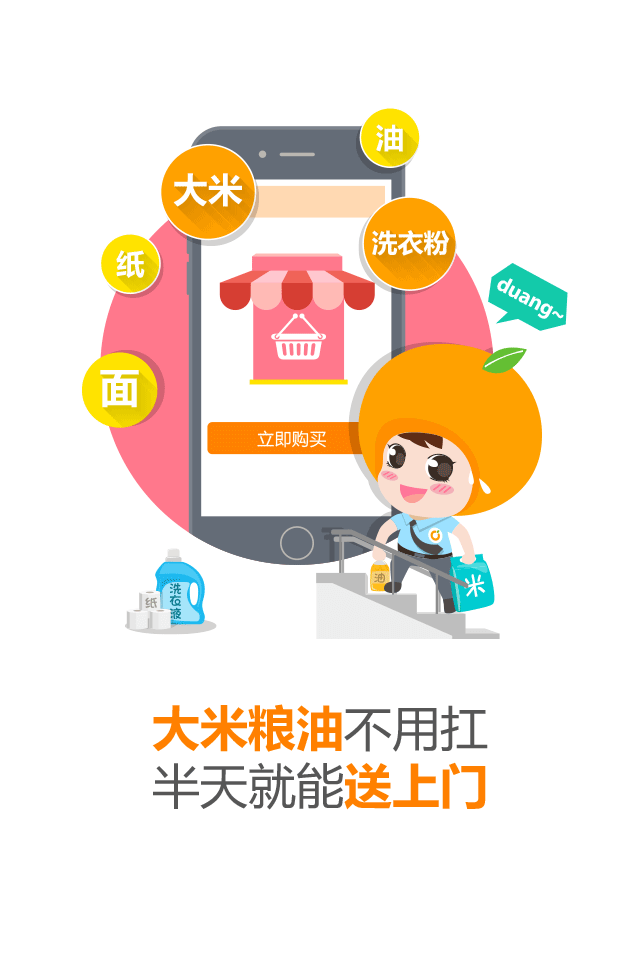 油
大米
洗衣粉
纸
duang~
面
立即购买
油
米
洗衣液
纸
大米粮油不用扛
半天就能送上门